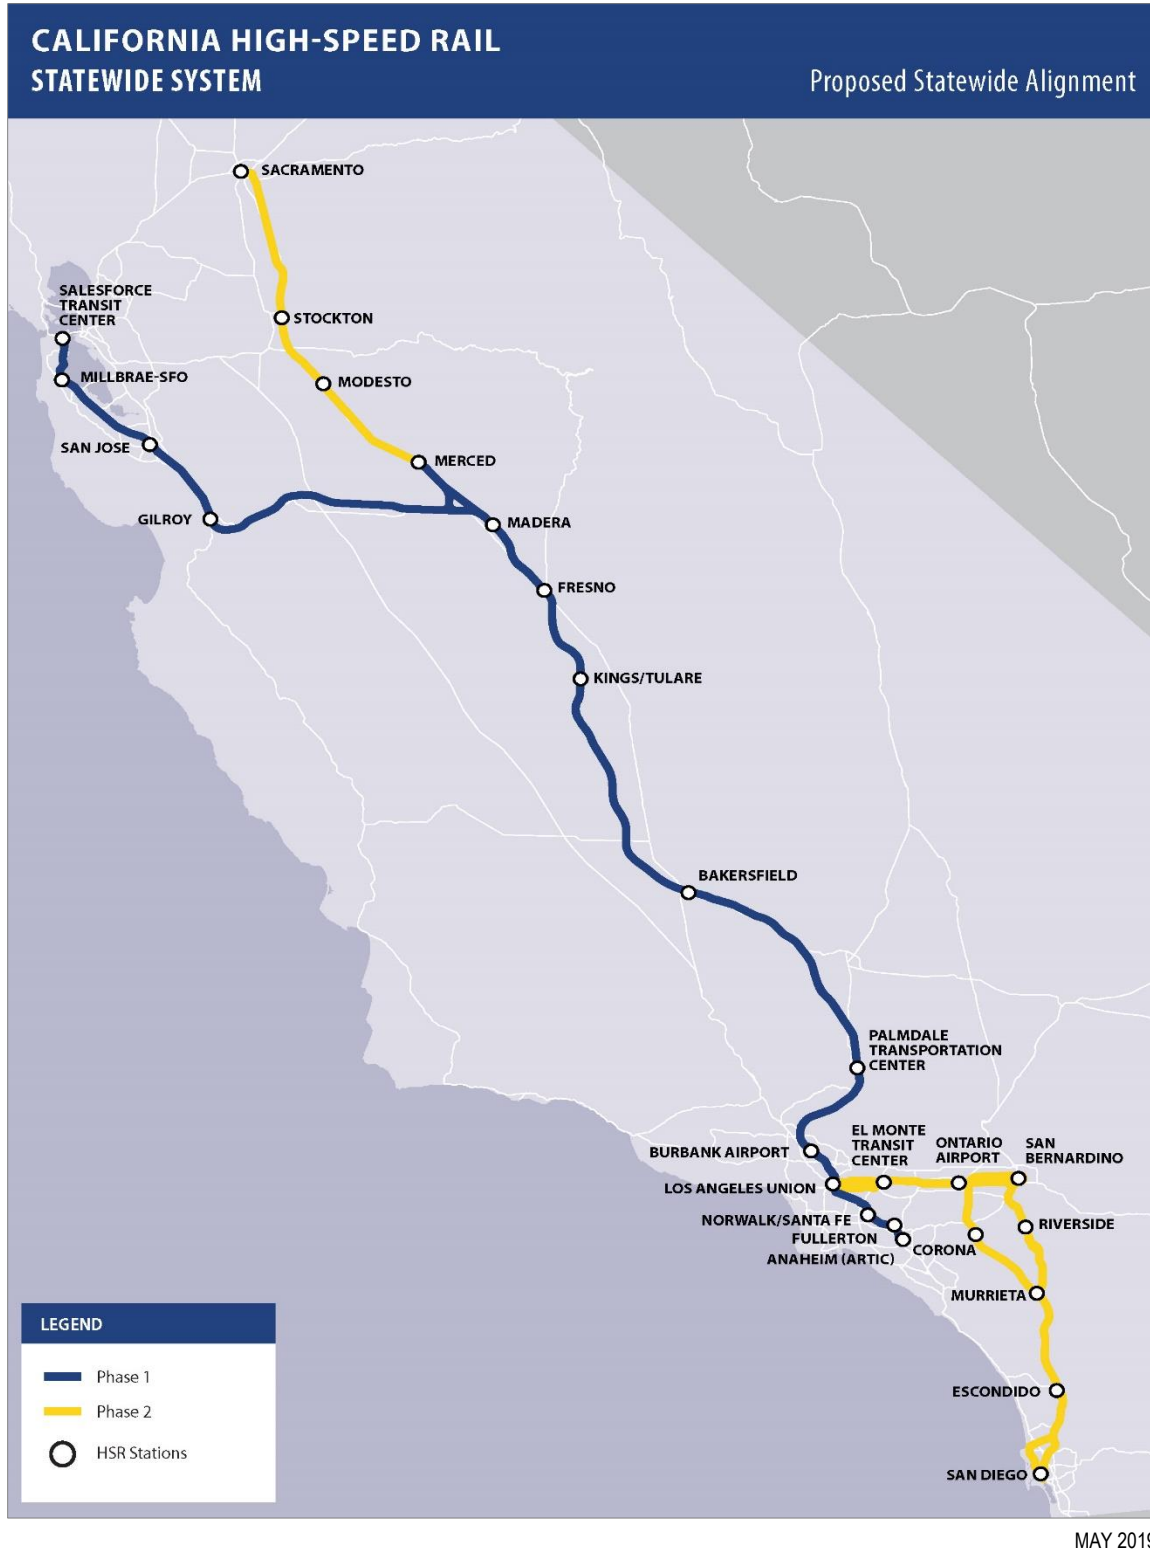 CALIFORNIA HIGH-SPEED RAIL
STATEWIDE SYSTEM
Proposed Statewide Alignment
SACRAMENTO
SALESFORCE
TRANSIT
CENTER
STOCKTON
MILLBRAE-SFO
MODESTO
SAN JOSE
MERCED
GILROY
MADERA
FRESNO
KINGS/TULARE
BAKERSFIELD
PALMDALE
TRANSPORTATION
CENTER
BURBANK AIRPORT
EL MONTE
TRANSIT
CENTER
ONTARIO
AIRPORT
SAN
BERNARDINO
LOS ANGELES UNION
NORWALK/SANTA FE
FULLERTON
ANAHEIM (ARTIC)
CORONA
RIVERSIDE
MURRIETA
ESCONDIDO
SAN DIEGO
LEGEND
Phase 1
Phase 2
HSR Stations
MAY 2019